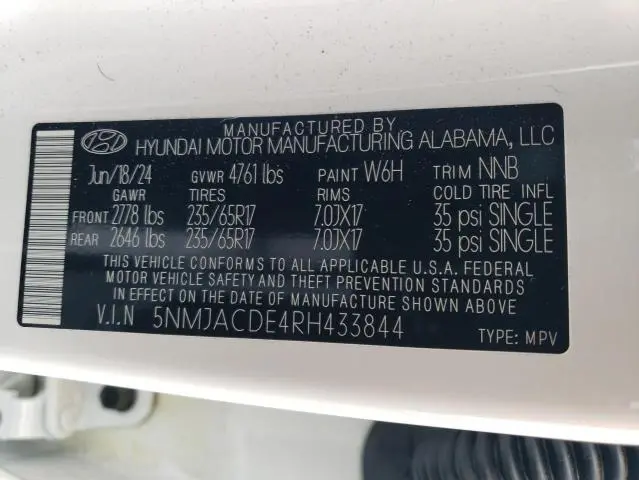 MANUFACTURED BY
HYUNDAI MOTOR MANUFACTURING ALABAMA, LLC
Jun/18/24 GVWR 4761 lbs PAINT W6H TRIM NNB
GAWR TIRES RIMS COLD TIRE INFL
FRONT 2778 lbs 235/65R17 7.0JX17 35 psi SINGLE
REAR 2646 lbs 235/65R17 7.0JX17 35 psi SINGLE
THIS VEHICLE CONFORMS TO ALL APPLICABLE U.S.A. FEDERAL
MOTOR VEHICLE SAFETY AND THEFT PREVENTION STANDARDS
IN EFFECT ON THE DATE OF MANUFACTURE SHOWN ABOVE.
V.I.N 5NMJACDE4RH433844
TYPE: MPV